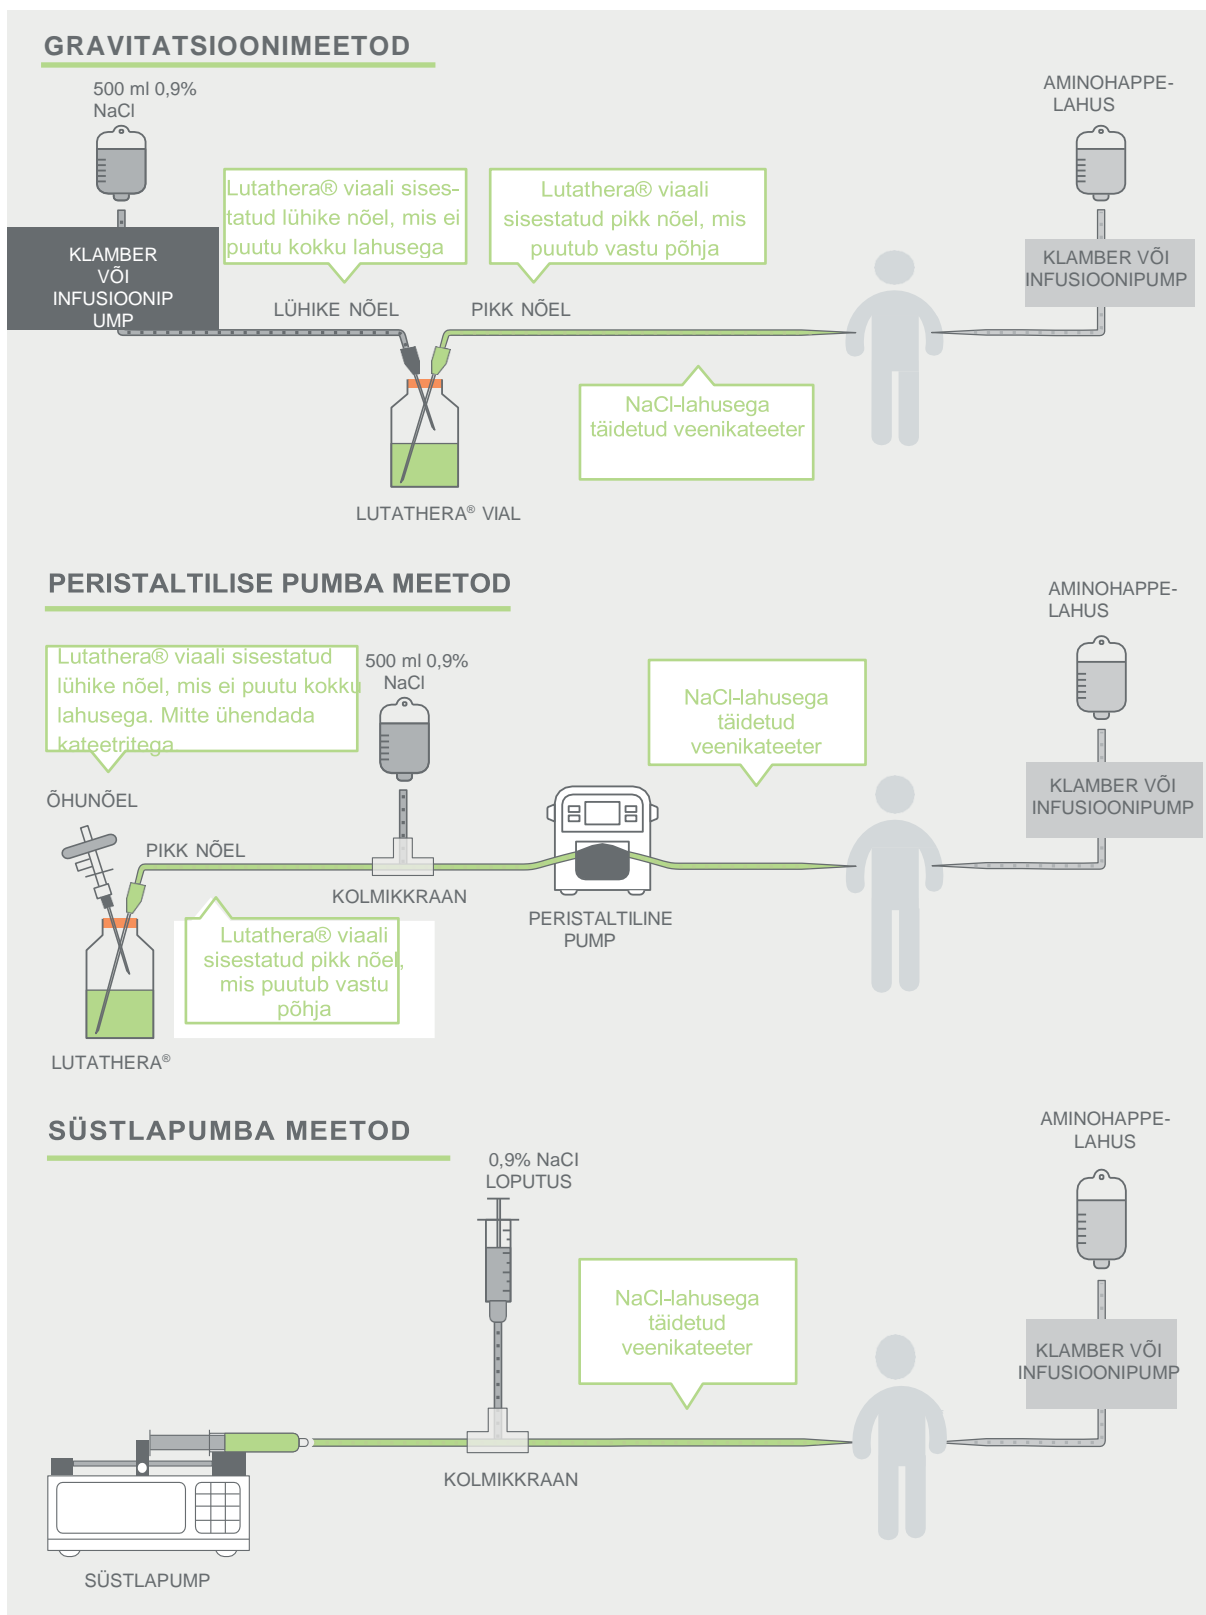 GRAVITATSIOONIMEETOD
500 ml 0,9%
NaCl
AMINOHAPPE-
LAHUS
Lutathera® viaali sises-
tatud lühike nõel, mis ei
puutu kokku lahusega
Lutathera® viaali
sisestatud pikk nõel, mis
puutub vastu põhja
KLAMBER
VÕI
INFUSIOONIP
UMP
KLAMBER VÕI
INFUSIOONIPUMP
LÜHIKE NÕEL
PIKK NÕEL
NaCl-lahusega
täidetud veenikateeter
LUTATHERA® VIAL
PERISTALTILISE PUMBA MEETOD
AMINOHAPPE-
LAHUS
Lutathera® viaali sisestatud
lühike nõel, mis ei puutu kokku
lahusega. Mitte ühendada
kateetritega
500 ml 0,9%
NaCl
NaCl-lahusega
täidetud
veenikateeter
KLAMBER VÕI
INFUSIOONIPUMP
ÕHUNÕEL
PIKK NÕEL
KOLMIKKRAAN
PERISTALTILINE
PUMP
Lutathera® viaali
sisestatud pikk nõel,
mis puutub vastu
põhja
LUTATHERA®
SÜSTLAPUMBA MEETOD
AMINOHAPPE-
LAHUS
0,9% NaCl
LOPUTUS
NaCl-lahusega
täidetud
veenikateeter
KLAMBER VÕI
INFUSIOONIPUMP
KOLMIKKRAAN
SÜSTLAPUMP